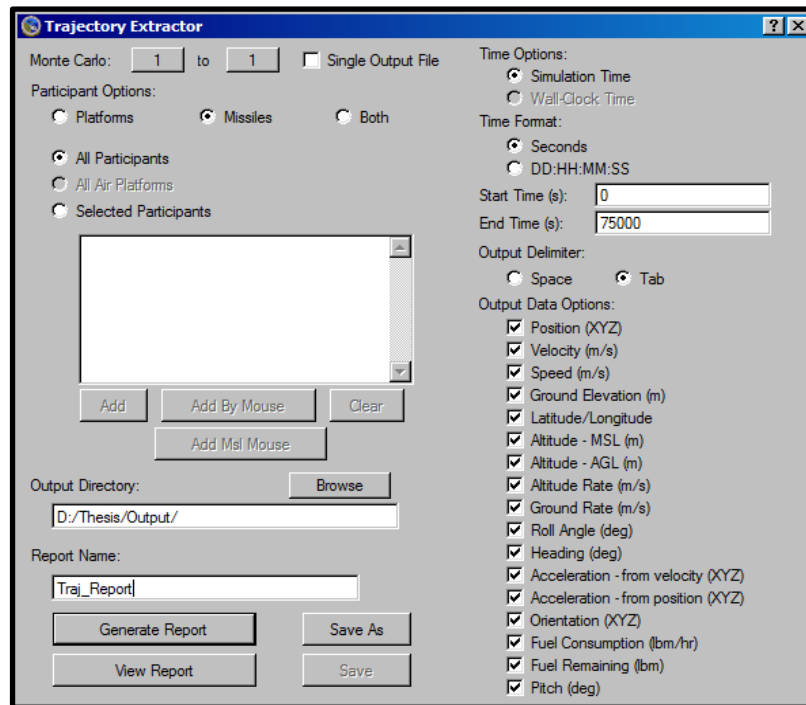 Trajectory Extractor
Monte Carlo: 1 to 1 Single Output File
Participant Options:
Platforms Missiles Both
All Participants
All Air Platforms
Selected Participants
Add Add By Mouse Clear
Add Msl Mouse
Output Directory: Browse
D:/Thesis/Output/
Report Name:
Traj_Report
Generate Report Save As
View Report Save
Time Options:
Simulation Time
Wall-Clock Time
Time Format:
Seconds
DD:HH:MM:SS
Start Time (s): 0
End Time (s): 75000
Output Delimiter:
Space Tab
Output Data Options:
Position (XYZ)
Velocity (m/s)
Speed (m/s)
Ground Elevation (m)
Latitude/Longitude
Altitude - MSL (m)
Altitude - AGL (m)
Altitude Rate (m/s)
Ground Rate (m/s)
Roll Angle (deg)
Heading (deg)
Acceleration - from velocity (XYZ)
Acceleration - from position (XYZ)
Orientation (XYZ)
Fuel Consumption (lbm/hr)
Fuel Remaining (lbm)
Pitch (deg)